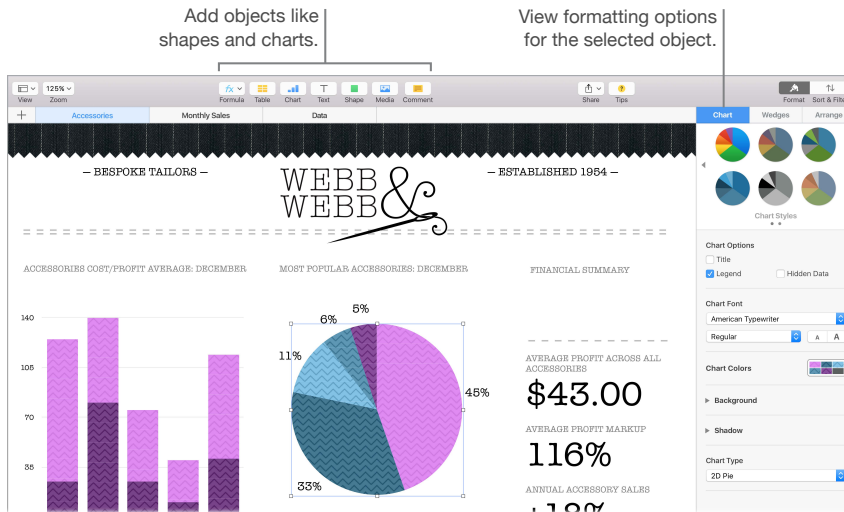 Add objects like
shapes and charts.
View formatting options
for the selected object.
125%
View
Zoom
fx
T
Formula
Table
Chart
Text
Shape
Media
Comment
?
Share
Tips
Format
Sort & Filte
+
Accessories
Monthly Sales
Data
Chart
Wedges
Arrange
– BESPOKE TAILORS –
WEBB &
WEBB
– ESTABLISHED 1954 –
Chart Styles
ACCESSORIES COST/PROFIT AVERAGE: DECEMBER
140
105
70
35
MOST POPULAR ACCESSORIES: DECEMBER
5%
6%
11%
45%
33%
FINANCIAL SUMMARY
AVERAGE PROFIT ACROSS ALL
ACCESSORIES
$43.00
AVERAGE PROFIT MARKUP
116%
ANNUAL ACCESSORY SALES
+18%
Chart Options
Title
Legend
Hidden Data
Chart Font
American Typewriter
Regular
A
A
Chart Colors
Background
Shadow
Chart Type
2D Pie